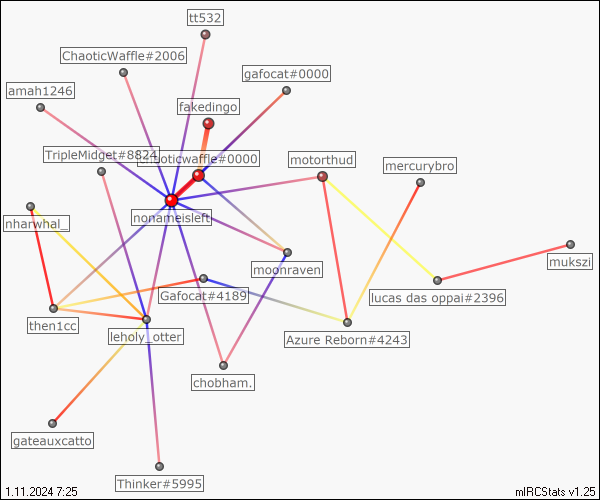 tt532
ChaoticWaffle#2006
gafocat#0000
amah1246
fakedingo
TripleMidget#8824
oticwaffle#0000
motorthud
mercurybro
nharwhal_
nonameisleft
moonraven
mukszi
Gafocat#4189
lucas das oppai#2396
then1cc
leholy_otter
Azure Reborn#4243
chobham.
gateauxcatto
Thinker#5995
1.11.2024 7:25
mIRCStats v1.25